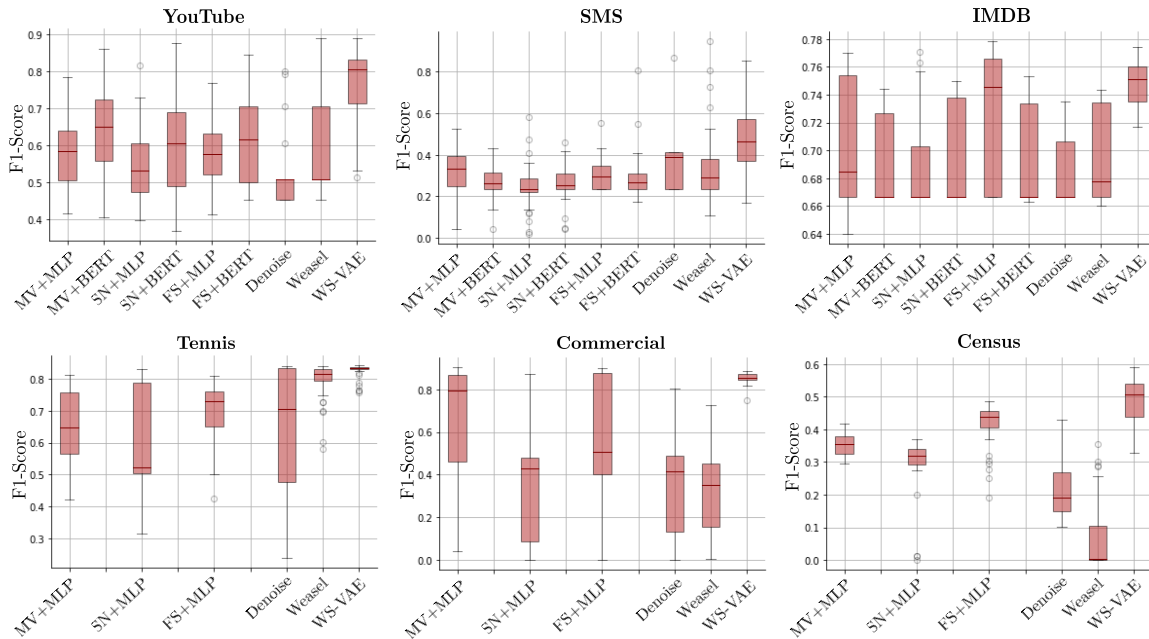 YouTube
F1-Score
0.9
0.8
0.7
0.6
0.5
0.4
MV+MLP
MV+BERT
SN+MLP
SN+BERT
FS+MLP
FS+BERT
Denoise
Weasel
WS-VAE
SMS
F1-Score
0.8
0.6
0.4
0.2
0.0
MV+MLP
MV+BERT
SN+MLP
SN+BERT
FS+MLP
FS+BERT
Denoise
Weasel
WS-VAE
IMDB
F1-Score
0.78
0.76
0.74
0.72
0.70
0.68
0.66
0.64
MV+MLP
MV+BERT
SN+MLP
SN+BERT
FS+MLP
FS+BERT
Denoise
Weasel
WS-VAE
Tennis
F1-Score
0.8
0.7
0.6
0.5
0.4
0.3
MV+MLP
SN+MLP
FS+MLP
Denoise
Weasel
WS-VAE
Commercial
F1-Score
0.8
0.6
0.4
0.2
0.0
MV+MLP
SN+MLP
FS+MLP
Denoise
Weasel
WS-VAE
Census
F1-Score
0.6
0.5
0.4
0.3
0.2
0.1
0.0
MV+MLP
SN+MLP
FS+MLP
Denoise
Weasel
WS-VAE